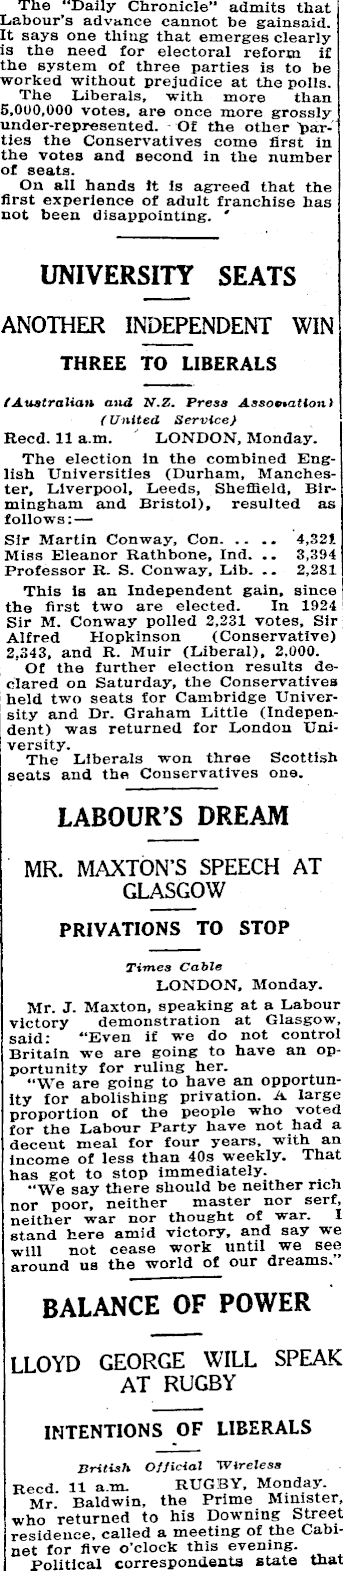 The "Daily Chronicle" admits that
Labour's advance cannot be gainsaid.
It says one thing that emerges clearly
is the need for electoral reform if
the system of three parties is to be
worked without prejudice at the polls.
The Liberals, with more than
5,000,000 votes, are once more grossly
under-represented. Of the other par-
ties the Conservatives come first in
the votes and second in the number
of seats.
On all hands it is agreed that the
first experience of adult franchise has
not been disappointing.
UNIVERSITY SEATS
ANOTHER INDEPENDENT WIN
THREE TO LIBERALS
(Australian and N.Z. Press Association)
(United Service)
Recd. 11 a.m. LONDON, Monday.
The election in the combined Eng-
lish Universities (Durham, Manches-
ter, Liverpool, Leeds, Sheffield, Bir-
mingham and Bristol), resulted as
follows:—
Sir Martin Conway, Con. .. .. 4,321
Miss Eleanor Rathbone, Ind. .. 3,394
Professor R. S. Conway, Lib. .. 2,281
This is an Independent gain, since
the first two are elected. In 1924
Sir M. Conway polled 2,231 votes, Sir
Alfred Hopkinson (Conservative)
2,343, and R. Muir (Liberal), 2,000.
Of the further election results de-
clared on Saturday, the Conservatives
held two seats for Cambridge Univer-
sity and Dr. Graham Little (Indepen-
dent) was returned for London Uni-
versity.
The Liberals won three Scottish
seats and the Conservatives one.
LABOUR'S DREAM
MR. MAXTON'S SPEECH AT
GLASGOW
PRIVATIONS TO STOP
Times Cable
LONDON, Monday.
Mr. J. Maxton, speaking at a Labour
victory demonstration at Glasgow,
said: "Even if we do not control
Britain we are going to have an op-
portunity for ruling her.
"We are going to have an opportun-
ity for abolishing privation. A large
proportion of the people who voted
for the Labour Party have not had a
decent meal for four years, with an
income of less than 40s weekly. That
has got to stop immediately.
"We say there should be neither rich
nor poor, neither master nor serf,
neither war nor thought of war. I
stand here amid victory, and say we
will not cease work until we see
around us the world of our dreams."
BALANCE OF POWER
LLOYD GEORGE WILL SPEAK
AT RUGBY
INTENTIONS OF LIBERALS
British Official Wireless
Recd. 11 a.m. RUGBY, Monday.
Mr. Baldwin, the Prime Minister,
who returned to his Downing Street
residence, called a meeting of the Cabi-
net for five o'clock this evening.
Political correspondents state that